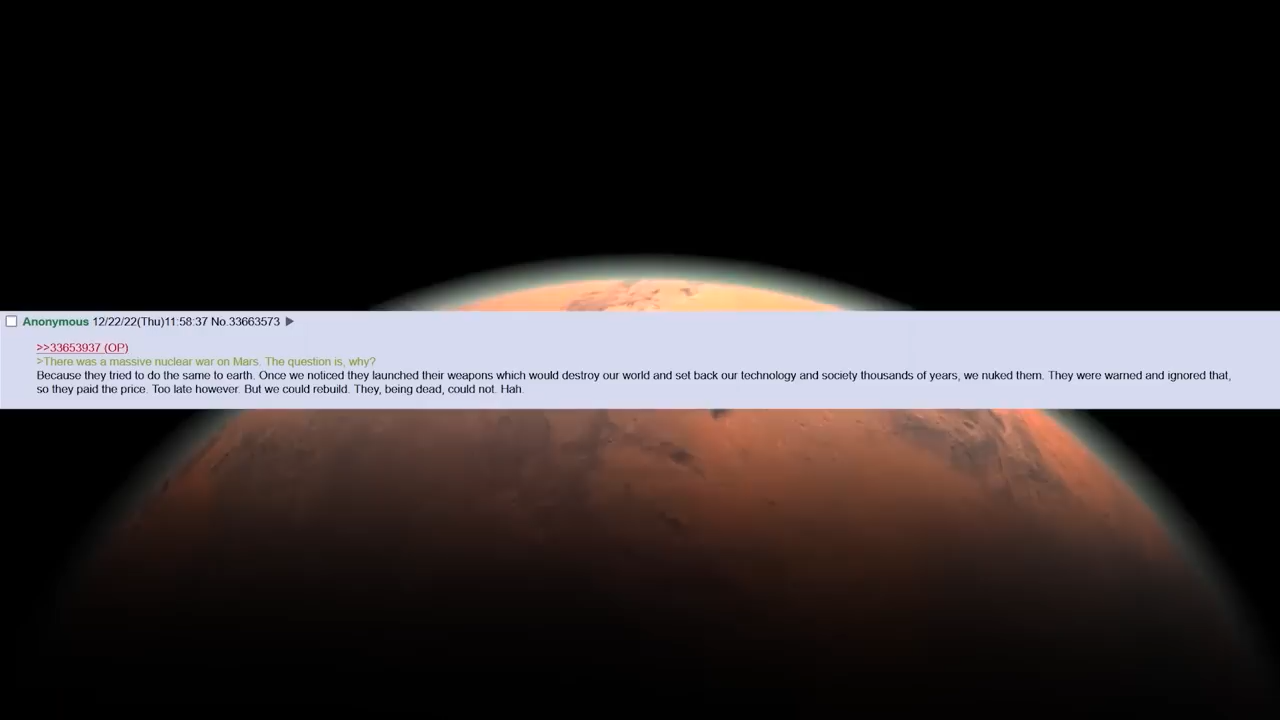 Anonymous 12/22/22(Thu)11:58:37 No.33663573 ▶
>>33653937 (OP)
>There was a massive nuclear war on Mars. The question is, why?
Because they tried to do the same to earth. Once we noticed they launched their weapons which would destroy our world and set back our technology and society thousands of years, we nuked them. They were warned and ignored that,
so they paid the price. Too late however. But we could rebuild. They, being dead, could not. Hah.